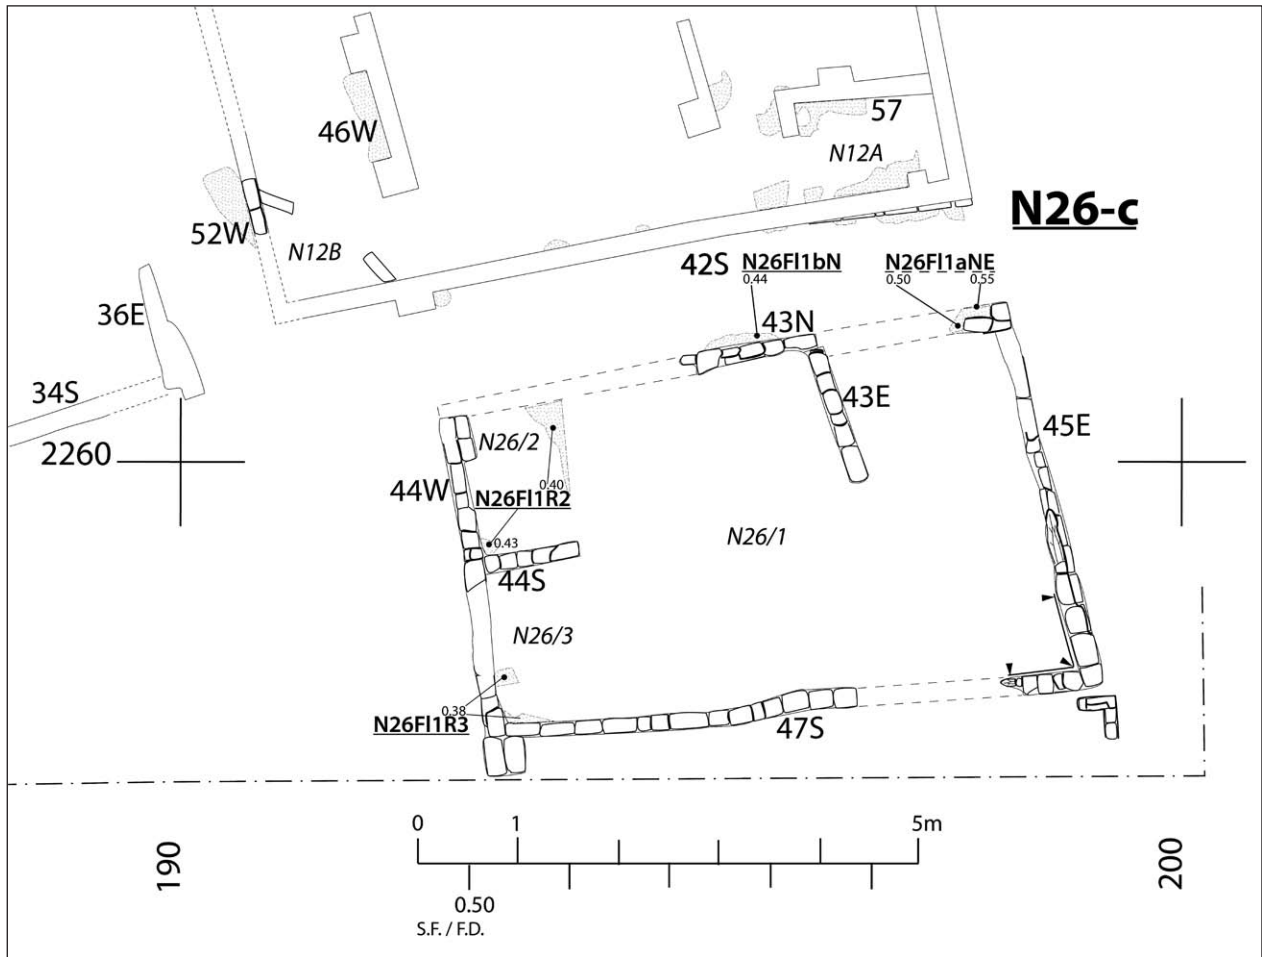 46W
57
N12A
N26-c
52W
N12B
42S
N26Fl1bN
0.44
N26Fl1aNE
0.50
0.55
36E
43N
34S
43E
45E
2260
N26/2
44W
0.40
N26Fl1R2
0.43
N26/1
44S
N26/3
0.38
N26Fl1R3
47S
190
0
1
5m
200
0.50
S.F. / F.D.